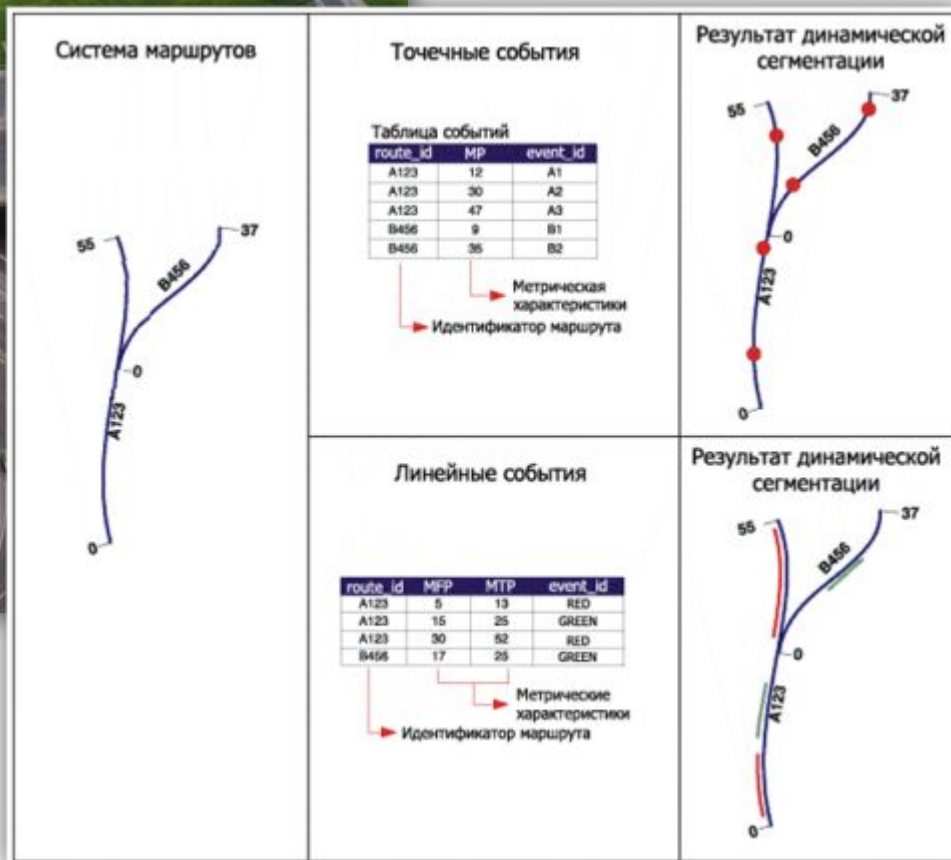 Система маршрутов
55
37
B456
0
A123
0
Точечные события
Таблица событий
route_id MP event_id
A123 12 A1
A123 30 A2
A123 47 A3
B456 9 B1
B456 35 B2
Метрическая
характеристики
Идентификатор маршрута
Результат динамической
сегментации
55
37
B456
0
A123
0
Линейные события
route_id MFP MTP event_id
A123 5 13 RED
A123 15 25 GREEN
A123 30 52 RED
B456 17 25 GREEN
Метрические
характеристики
Идентификатор маршрута
Результат динамической
сегментации
55
37
B456
0
A123
0